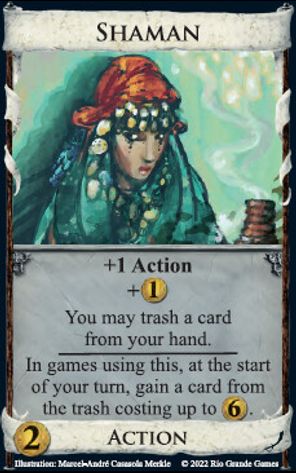 SHAMAN
+1 Action
+1
You may trash a card
from your hand.
In games using this, at the start
of your turn, gain a card from
the trash costing up to 6.
2
ACTION
Illustration: Marcel-André Casasola Merkle © 2022 Rio Grande Games